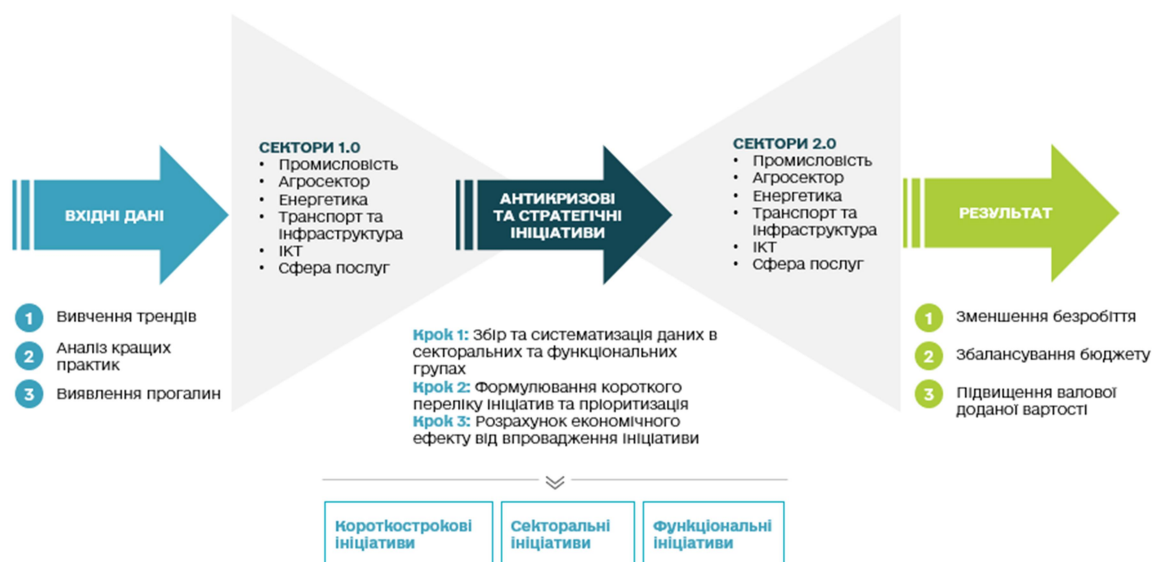 ВХІДНІ ДАНІ
1 Вивчення трендів
2 Аналіз кращих
практик
3 Виявлення прогалин
СЕКТОРИ 1.0
• Промисловість
• Агросектор
• Енергетика
• Транспорт та
інфраструктура
• ІКТ
• Сфера послуг
АНТИКРИЗОВІ
ТА СТРАТЕГІЧНІ
ІНІЦІАТИВИ
Крок 1: Збір та систематизація даних в
секторальних та функціональних
групах
Крок 2: Формулювання короткого
переліку ініціатив та пріоритизація
Крок 3: Розрахунок економічного
ефекту від впровадження ініціативи
СЕКТОРИ 2.0
• Промисловість
• Агросектор
• Енергетика
• Транспорт та
інфраструктура
• ІКТ
• Сфера послуг
РЕЗУЛЬТАТ
1 Зменшення безробіття
2 Збалансування бюджету
3 Підвищення валової
доданої вартості
Короткострокові
ініціативи
Секторальні
ініціативи
Функціональні
ініціативи